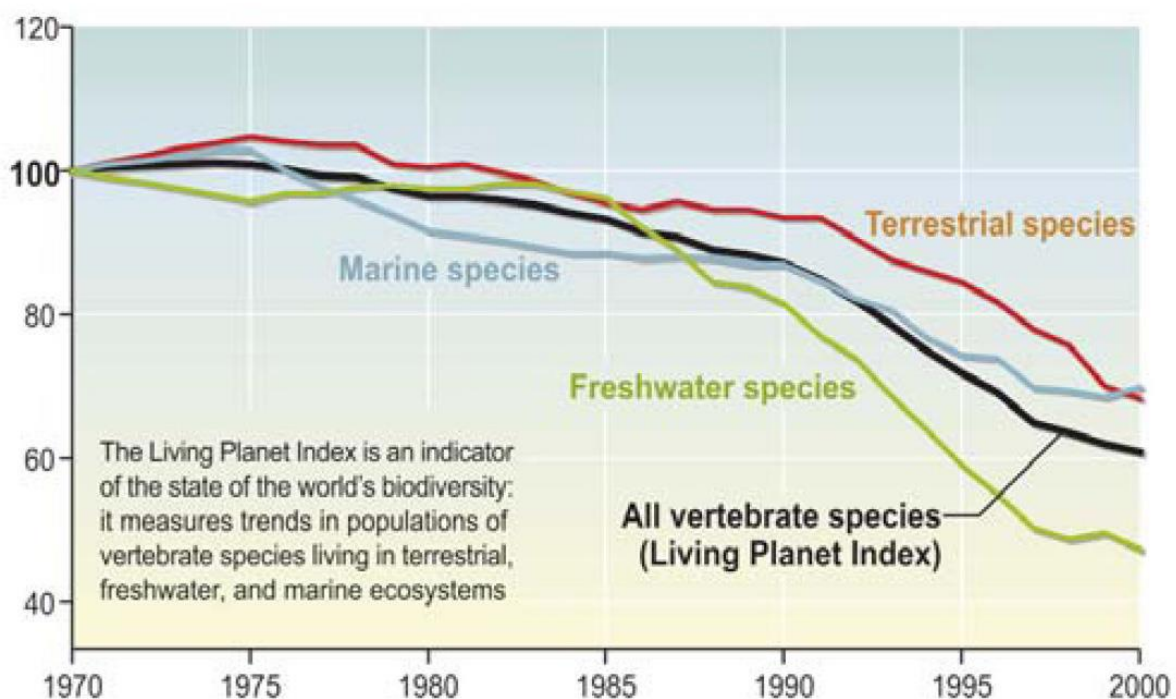 120
100
80
60
40
Terrestrial species
Marine species
Freshwater species
The Living Planet Index is an indicator
of the state of the world's biodiversity:
it measures trends in populations of
vertebrate species living in terrestrial,
freshwater, and marine ecosystems
All vertebrate species
(Living Planet Index)
1970 1975 1980 1985 1990 1995 2000